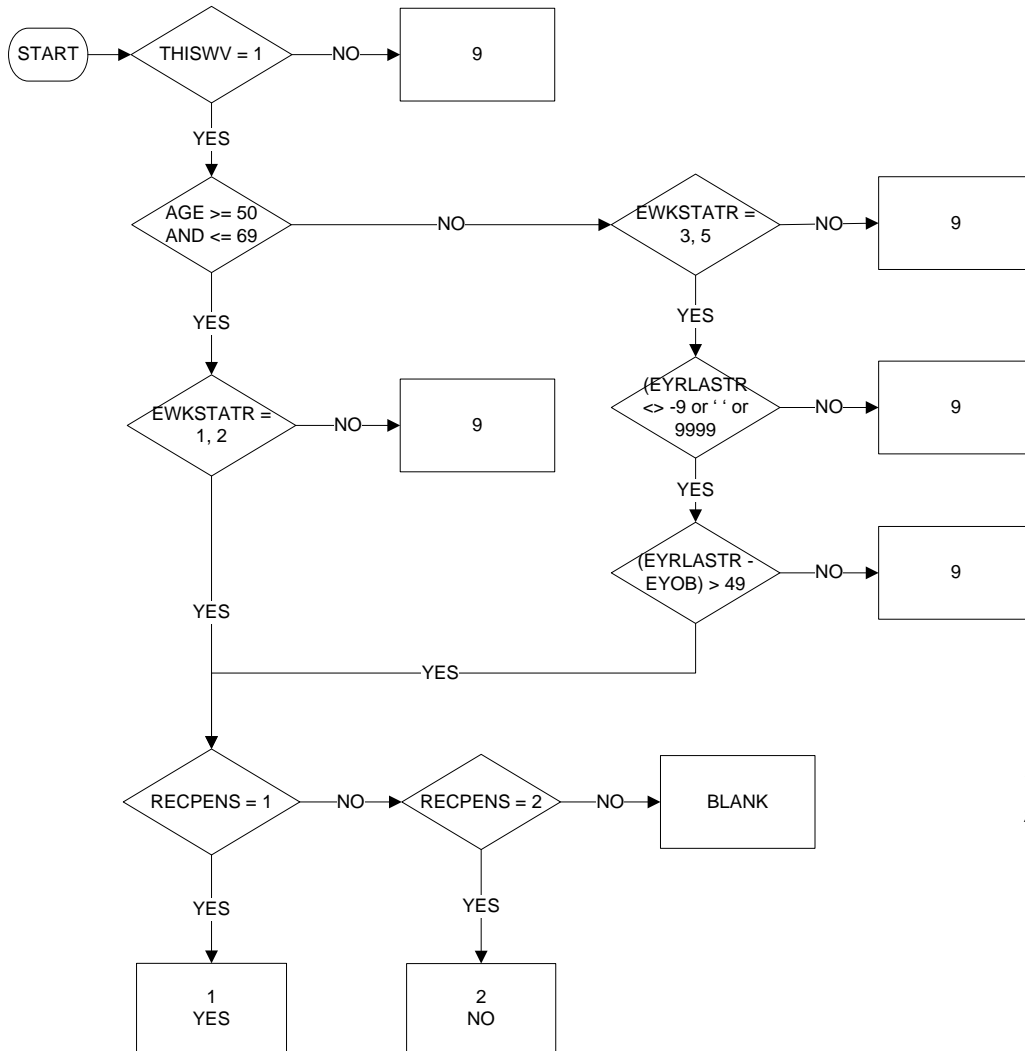 START
THISWV = 1
NO
9
YES
AGE >= 50
AND <= 69
NO
EWKSTATR =
3, 5
NO
9
YES
YES
EWKSTATR =
1, 2
NO
9
(EYRLASTR
<> -9 or ‘ ‘ or
9999
NO
9
YES
(EYRLASTR -
EYOB) > 49
NO
9
YES
YES
RECPENS = 1
NO
RECPENS = 2
NO
BLANK
YES
YES
1
YES
2
NO